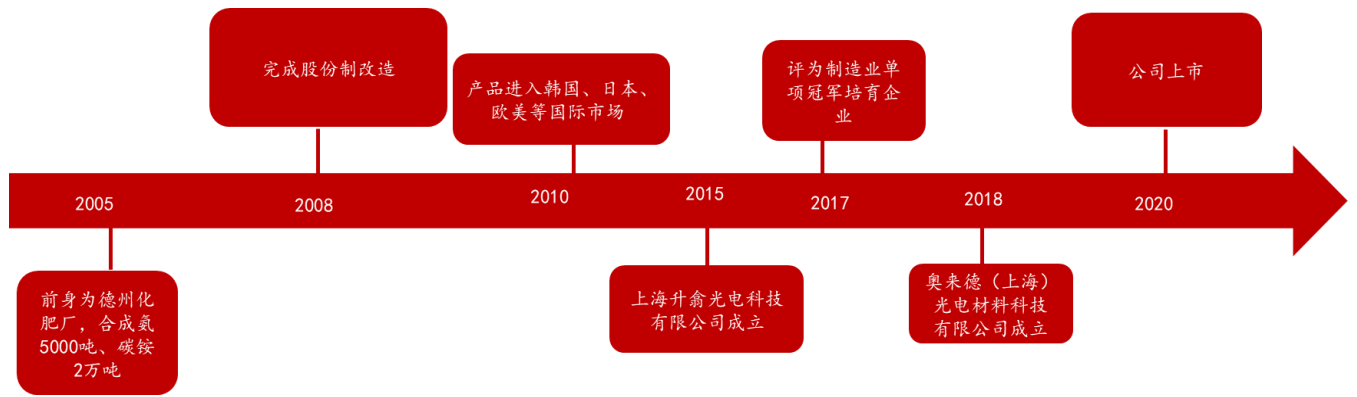 完成股份制改造
产品进入韩国、日本、
欧美等国际市场
评为制造业单
项冠军培育企
业
公司上市
2005
2008
2010
2015
2017
2018
2020
前身为德州化
肥厂，合成氨
5000吨、碳铵
2万吨
上海升翕光电科技
有限公司成立
奥来德（上海）
光电材料科技
有限公司成立